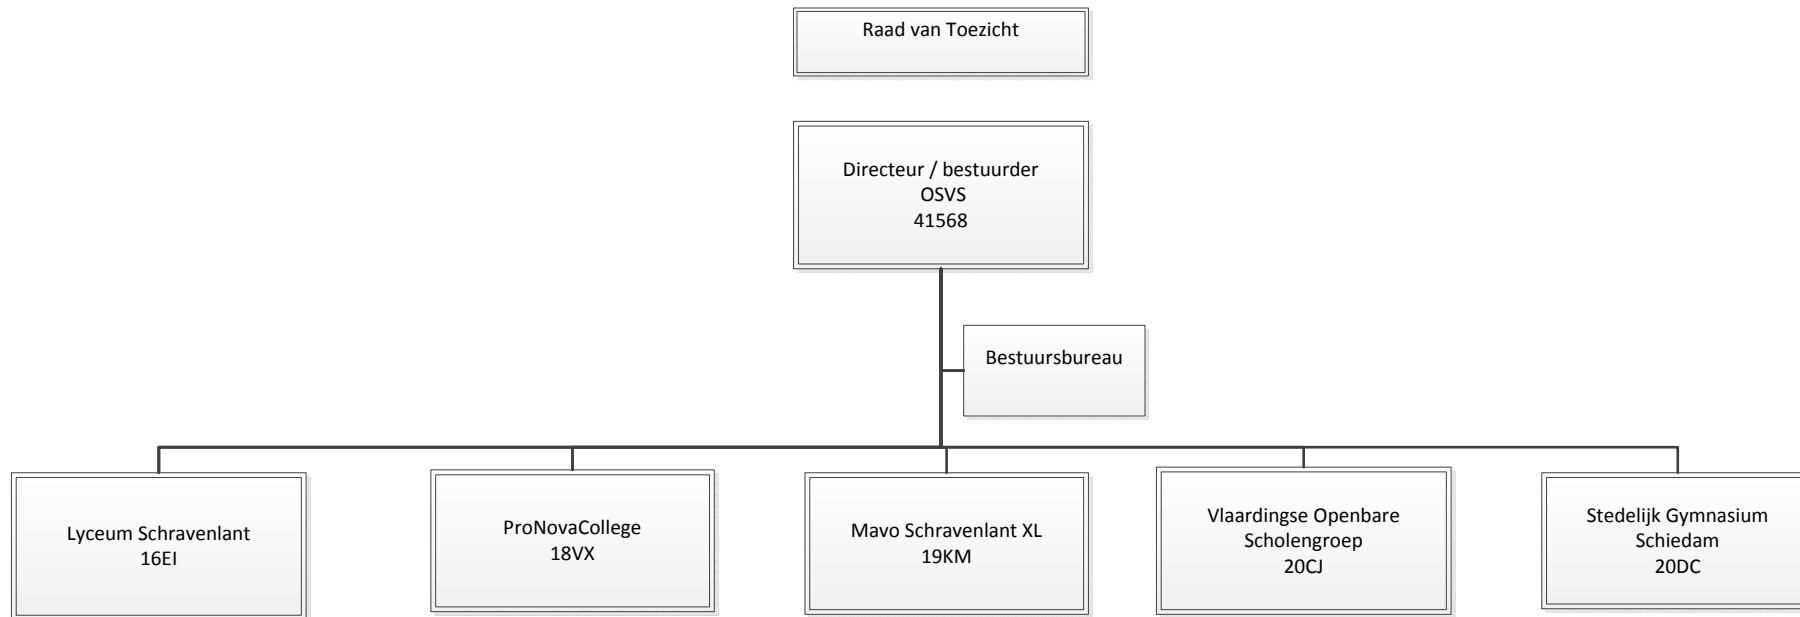 Raad van Toezicht
Directeur / bestuurder
OSVS
41568
Bestuursbureau
Lyceum Schravenlant
16EI
ProNovaCollege
18VX
Mavo Schravenlant XL
19KM
Vlaardingse Openbare
Scholengroep
20CJ
Stedelijk Gymnasium
Schiedam
20DC